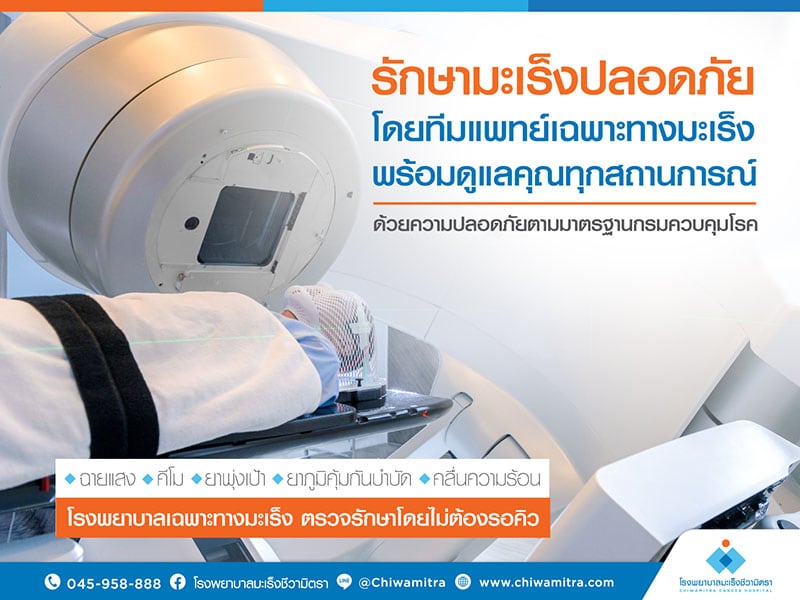 รักษามะเร็งปลอดภัย
โดยทีมแพทย์เฉพาะทางมะเร็ง
พร้อมดูแลคุณทุกสถานการณ์
ด้วยความปลอดภัยตามมาตรฐานกรมควบคุมโรค
◆ฉายแสง ◆คีโม ◆ยาพุ่งเป้า ◆ยาภูมิคุ้มกันบำบัด ◆คลื่นความร้อน
โรงพยาบาลเฉพาะทางมะเร็ง ตรวจรักษาโดยไม่ต้องรอคิว
045-958-888 โรงพยาบาลมะเร็งชีวามิตรา LINE @Chiwamitra www.chiwamitra.com
โรงพยาบาลมะเร็งชีวามิตรา
CHIWAMITRA CANCER HOSPITAL